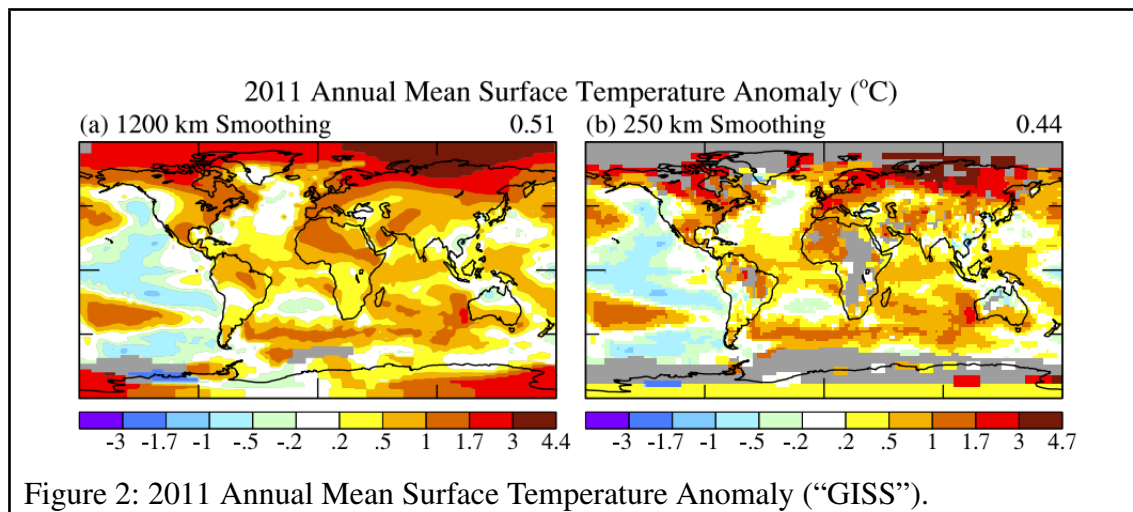 2011 Annual Mean Surface Temperature Anomaly (°C)
(a) 1200 km Smoothing 0.51
(b) 250 km Smoothing 0.44
-3 -1.7 -1 -.5 -.2 .2 .5 1 1.7 3 4.4
-3 -1.7 -1 -.5 -.2 .2 .5 1 1.7 3 4.7
Figure 2: 2011 Annual Mean Surface Temperature Anomaly (“GISS”).